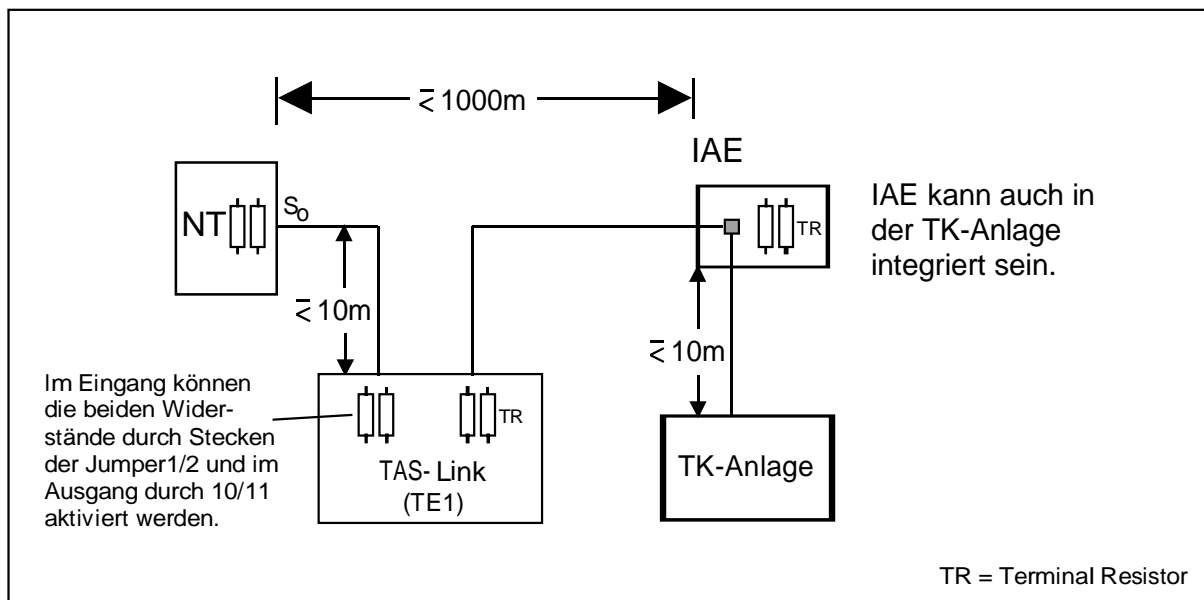 ≤ 1000m
IAE
NT
S0
TR
IAE kann auch in
der TK-Anlage
integriert sein.
≤ 10m
≤ 10m
Im Eingang können
die beiden Wider-
stände durch Stecken
der Jumper1/2 und im
Ausgang durch 10/11
aktiviert werden.
TR
TAS- Link
(TE1)
TK-Anlage
TR = Terminal Resistor